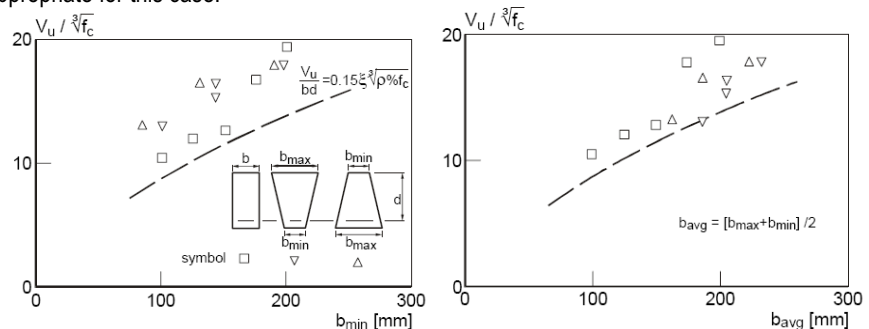 propriate for this case.
V_u / ∛f_c
20
10
0
0
100
200
300
b_min [mm]
V_u/bd =0.15ξ∛ρ%f_c
b
b_max
b_min
d
b_min
b_max
symbol □ ▽ △
V_u / ∛f_c
20
10
0
0
100
200
300
b_avg [mm]
b_avg = [b_max+b_min] /2